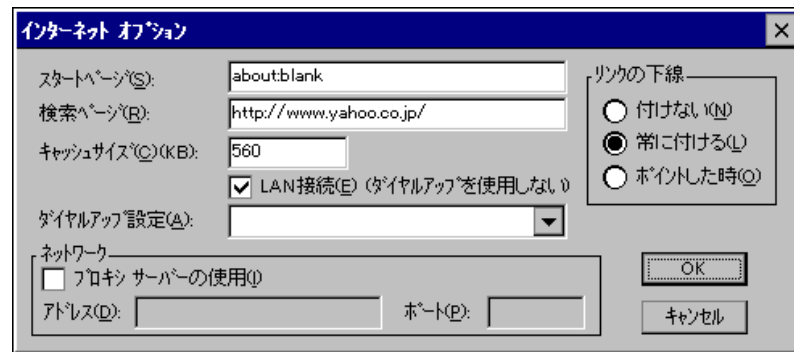 インターネット オプション
スタートページ(S): about:blank
検索ページ(R): http://www.yahoo.co.jp/
キャッシュサイズ(C)(KB): 560
LAN接続(E) (ダイヤルアップを使用しない)
ダイヤルアップ設定(A):
リンクの下線
付けない(N)
常に付ける(L)
ポイントした時(O)
ネットワーク
プロキシ サーバーの使用(I)
アドレス(D): ポート(P):
OK
キャンセル